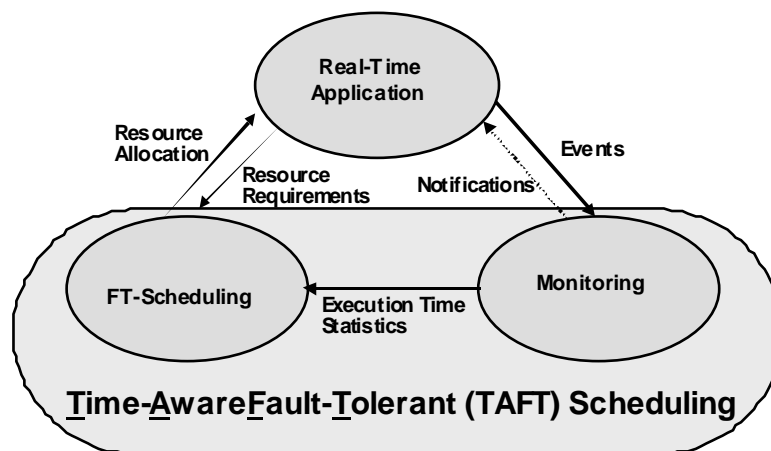 Real-Time
Application
Resource
Allocation
Events
Resource
Requirements
Notifications
FT-Scheduling
Monitoring
Execution Time
Statistics
Time-AwareFault-Tolerant (TAFT) Scheduling